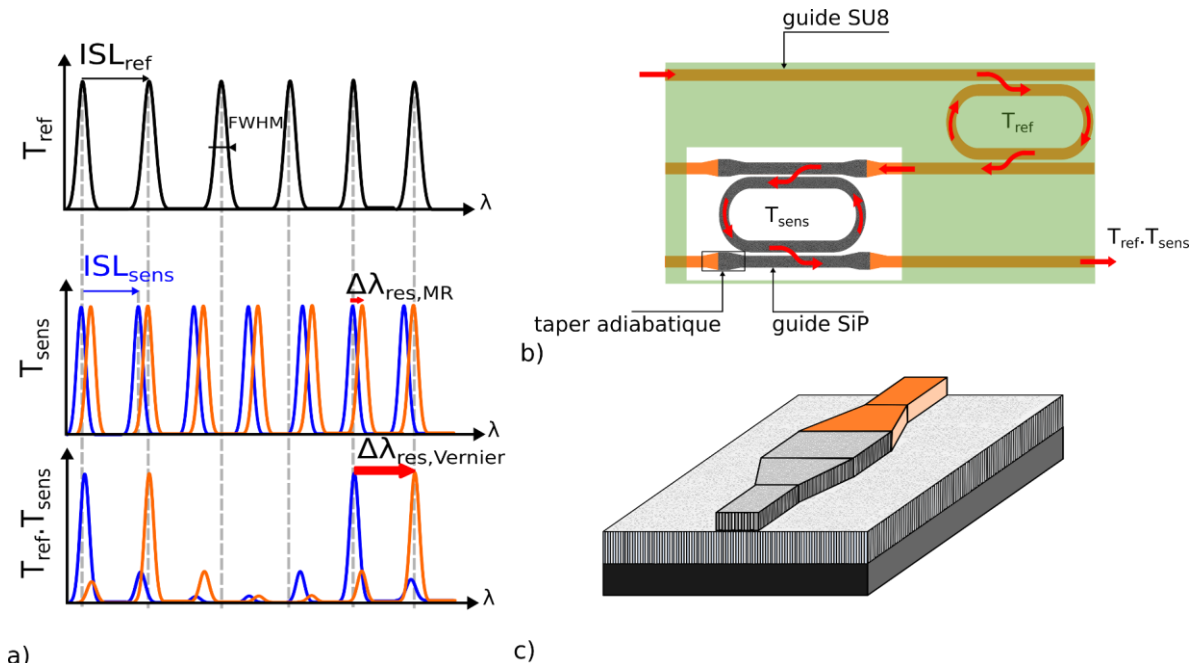 ISLref
FWHM
Tref
λ
ISLsens
Δλres,MR
Tsens
λ
Δλres,Vernier
Tref.Tsens
λ
a)
guide SU8
Tref
Tsens
Tref.Tsens
taper adiabatique
guide SiP
b)
c)